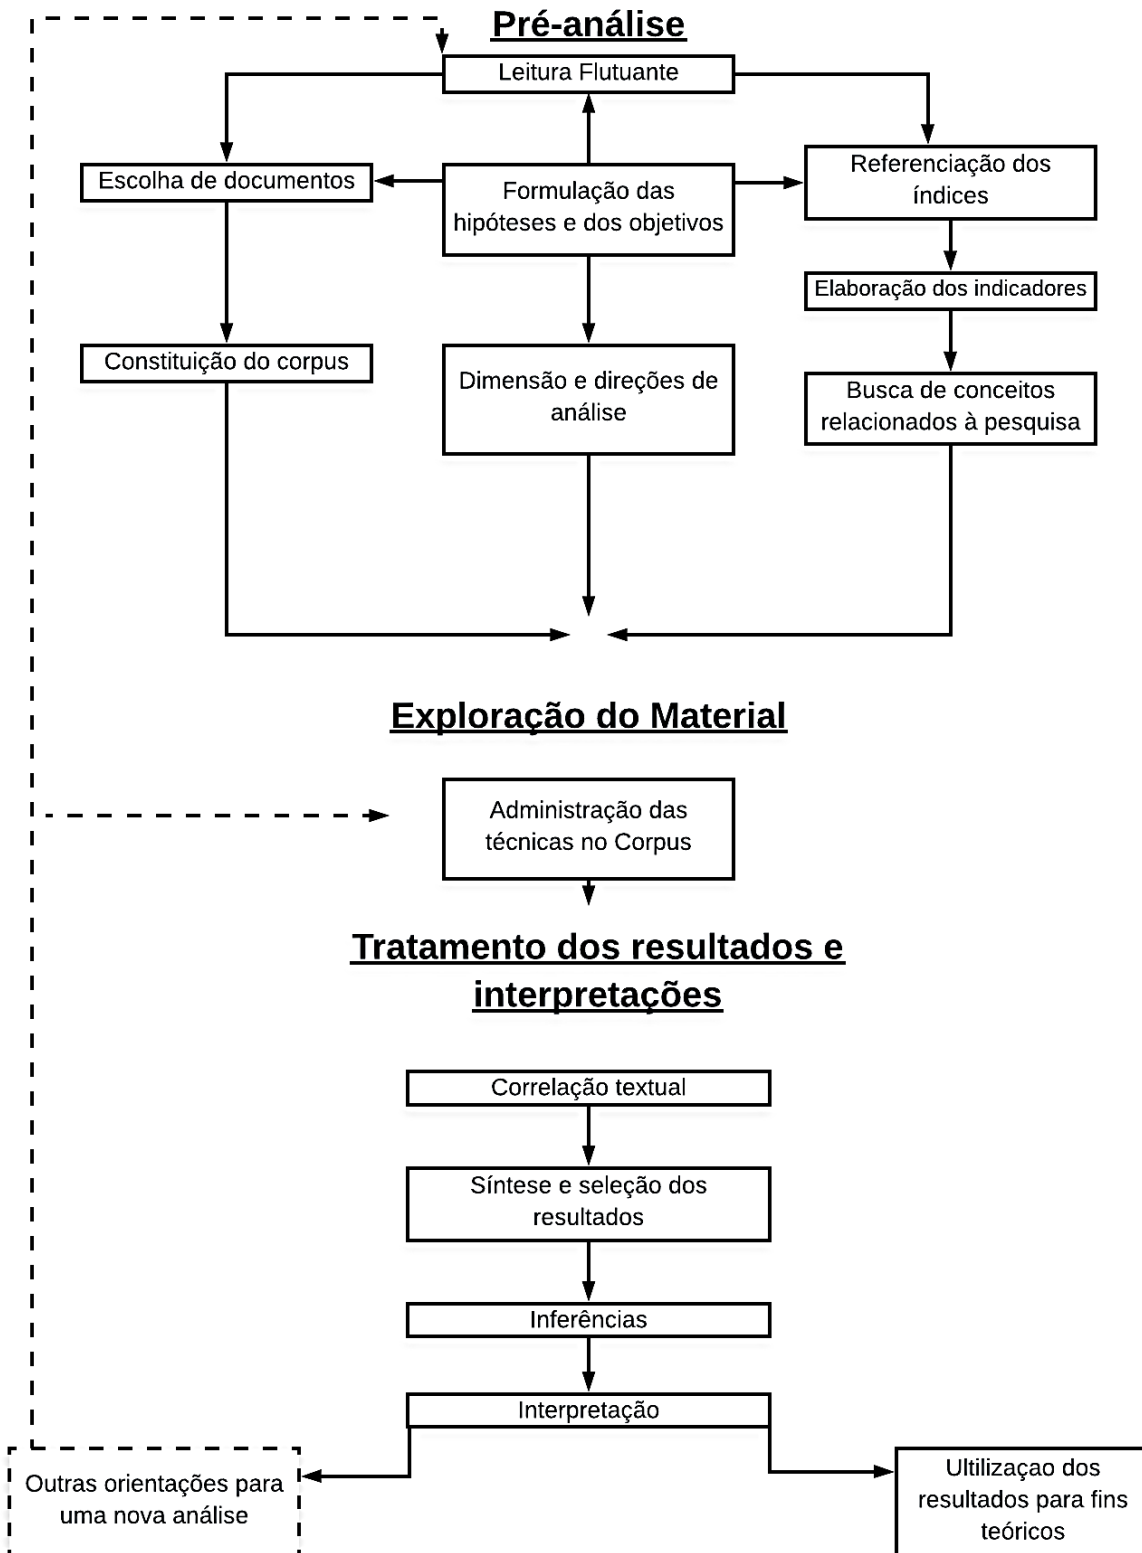 Pré-análise
Leitura Flutuante
Escolha de documentos
Formulação das
hipóteses e dos objetivos
Referenciação dos
índices
Elaboração dos indicadores
Constituição do corpus
Dimensão e direções de
análise
Busca de conceitos
relacionados à pesquisa
Exploração do Material
Administração das
técnicas no Corpus
Tratamento dos resultados e
interpretações
Correlação textual
Síntese e seleção dos
resultados
Inferências
Interpretação
Outras orientações para
uma nova análise
Ultilizaçao dos
resultados para fins
teóricos